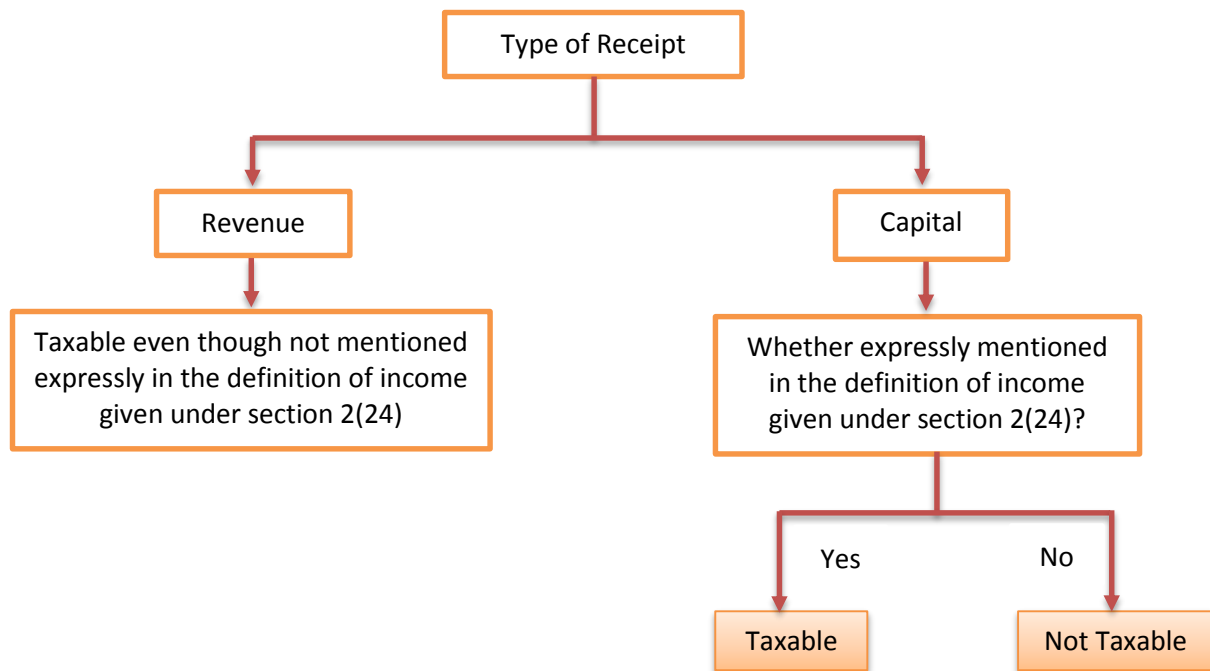 Type of Receipt
Revenue
Capital
Taxable even though not mentioned
expressly in the definition of income
given under section 2(24)
Whether expressly mentioned
in the definition of income
given under section 2(24)?
Yes
No
Taxable
Not Taxable